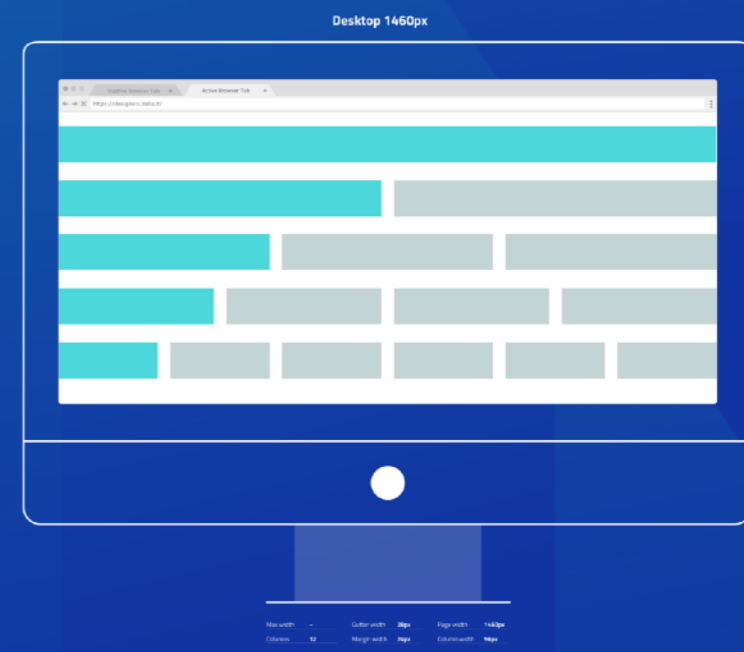 Desktop 1460px
Inactive Browser Tab
Active Browser Tab
Max width – Gutter width 28px Page width 1460px
Columns 12 Margin width Column width 96px